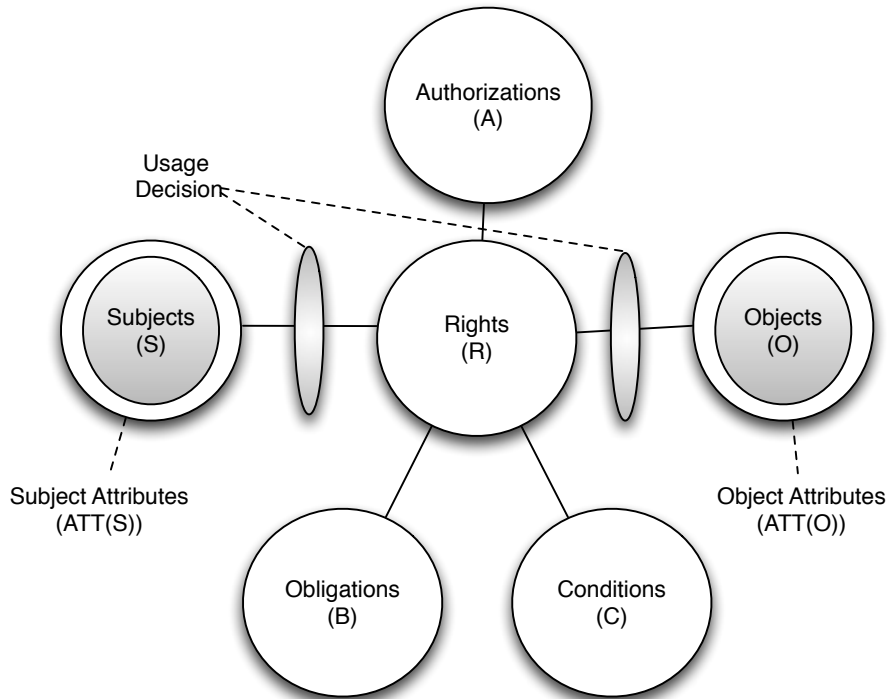 Authorizations
(A)
Usage
Decision
Subjects
(S)
Rights
(R)
Objects
(O)
Subject Attributes
(ATT(S))
Object Attributes
(ATT(O))
Obligations
(B)
Conditions
(C)